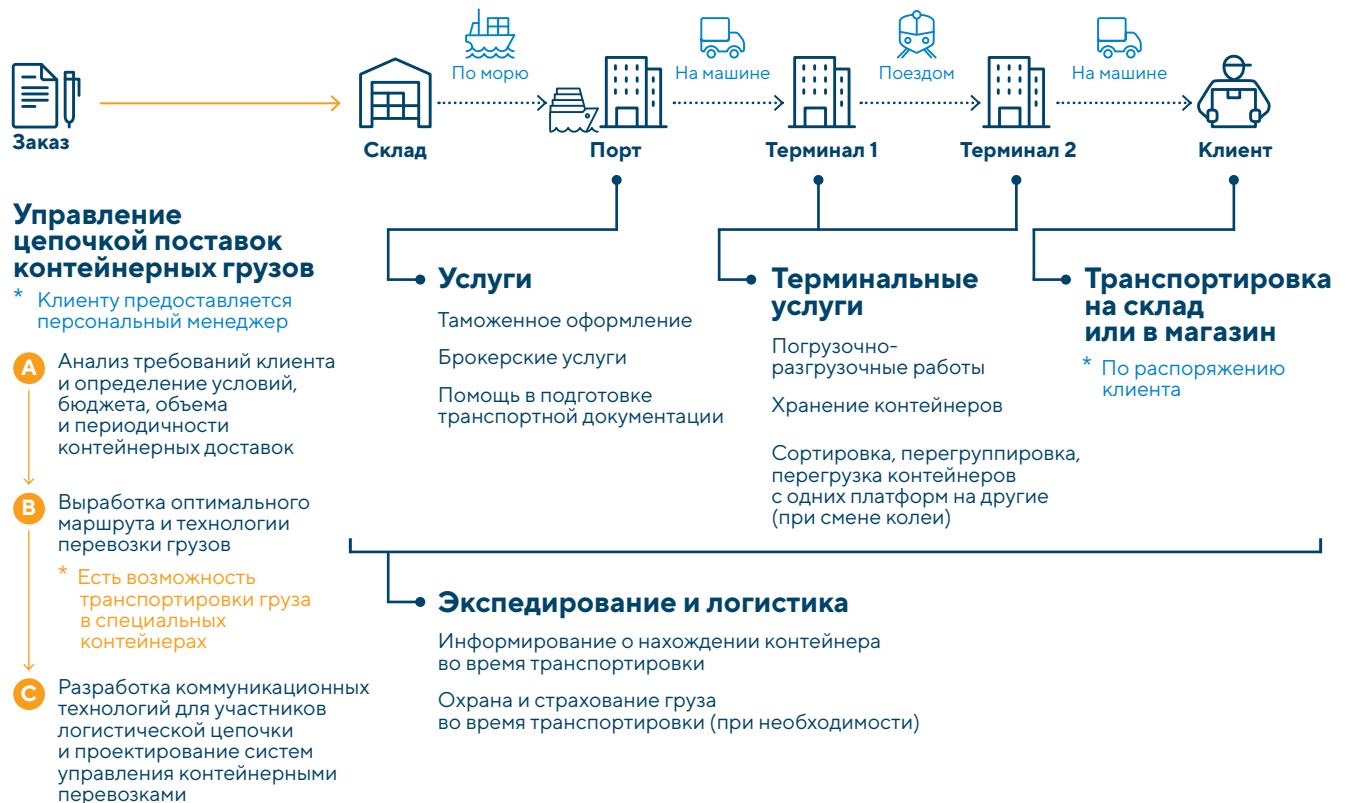 По морю
На машине
Поездом
На машине
Заказ
Склад
Порт
Терминал 1
Терминал 2
Клиент
Управление
цепочкой поставок
контейнерных грузов
* Клиенту предоставляется
персональный менеджер
A
Анализ требований клиента
и определение условий,
бюджета, объема
и периодичности
контейнерных доставок
B
Выработка оптимального
маршрута и технологии
перевозки грузов
* Есть возможность
транспортировки груза
в специальных
контейнерах
C
Разработка коммуникационных
технологий для участников
логистической цепочки
и проектирование систем
управления контейнерными
перевозками
Услуги
Таможенное оформление
Брокерские услуги
Помощь в подготовке
транспортной документации
Терминальные
услуги
Погрузочно-
разгрузочные работы
Хранение контейнеров
Сортировка, перегруппировка,
перегрузка контейнеров
с одних платформ на другие
(при смене колеи)
Транспортировка
на склад
или в магазин
* По распоряжению
клиента
Экспедирование и логистика
Информирование о нахождении контейнера
во время транспортировки
Охрана и страхование груза
во время транспортировки (при необходимости)